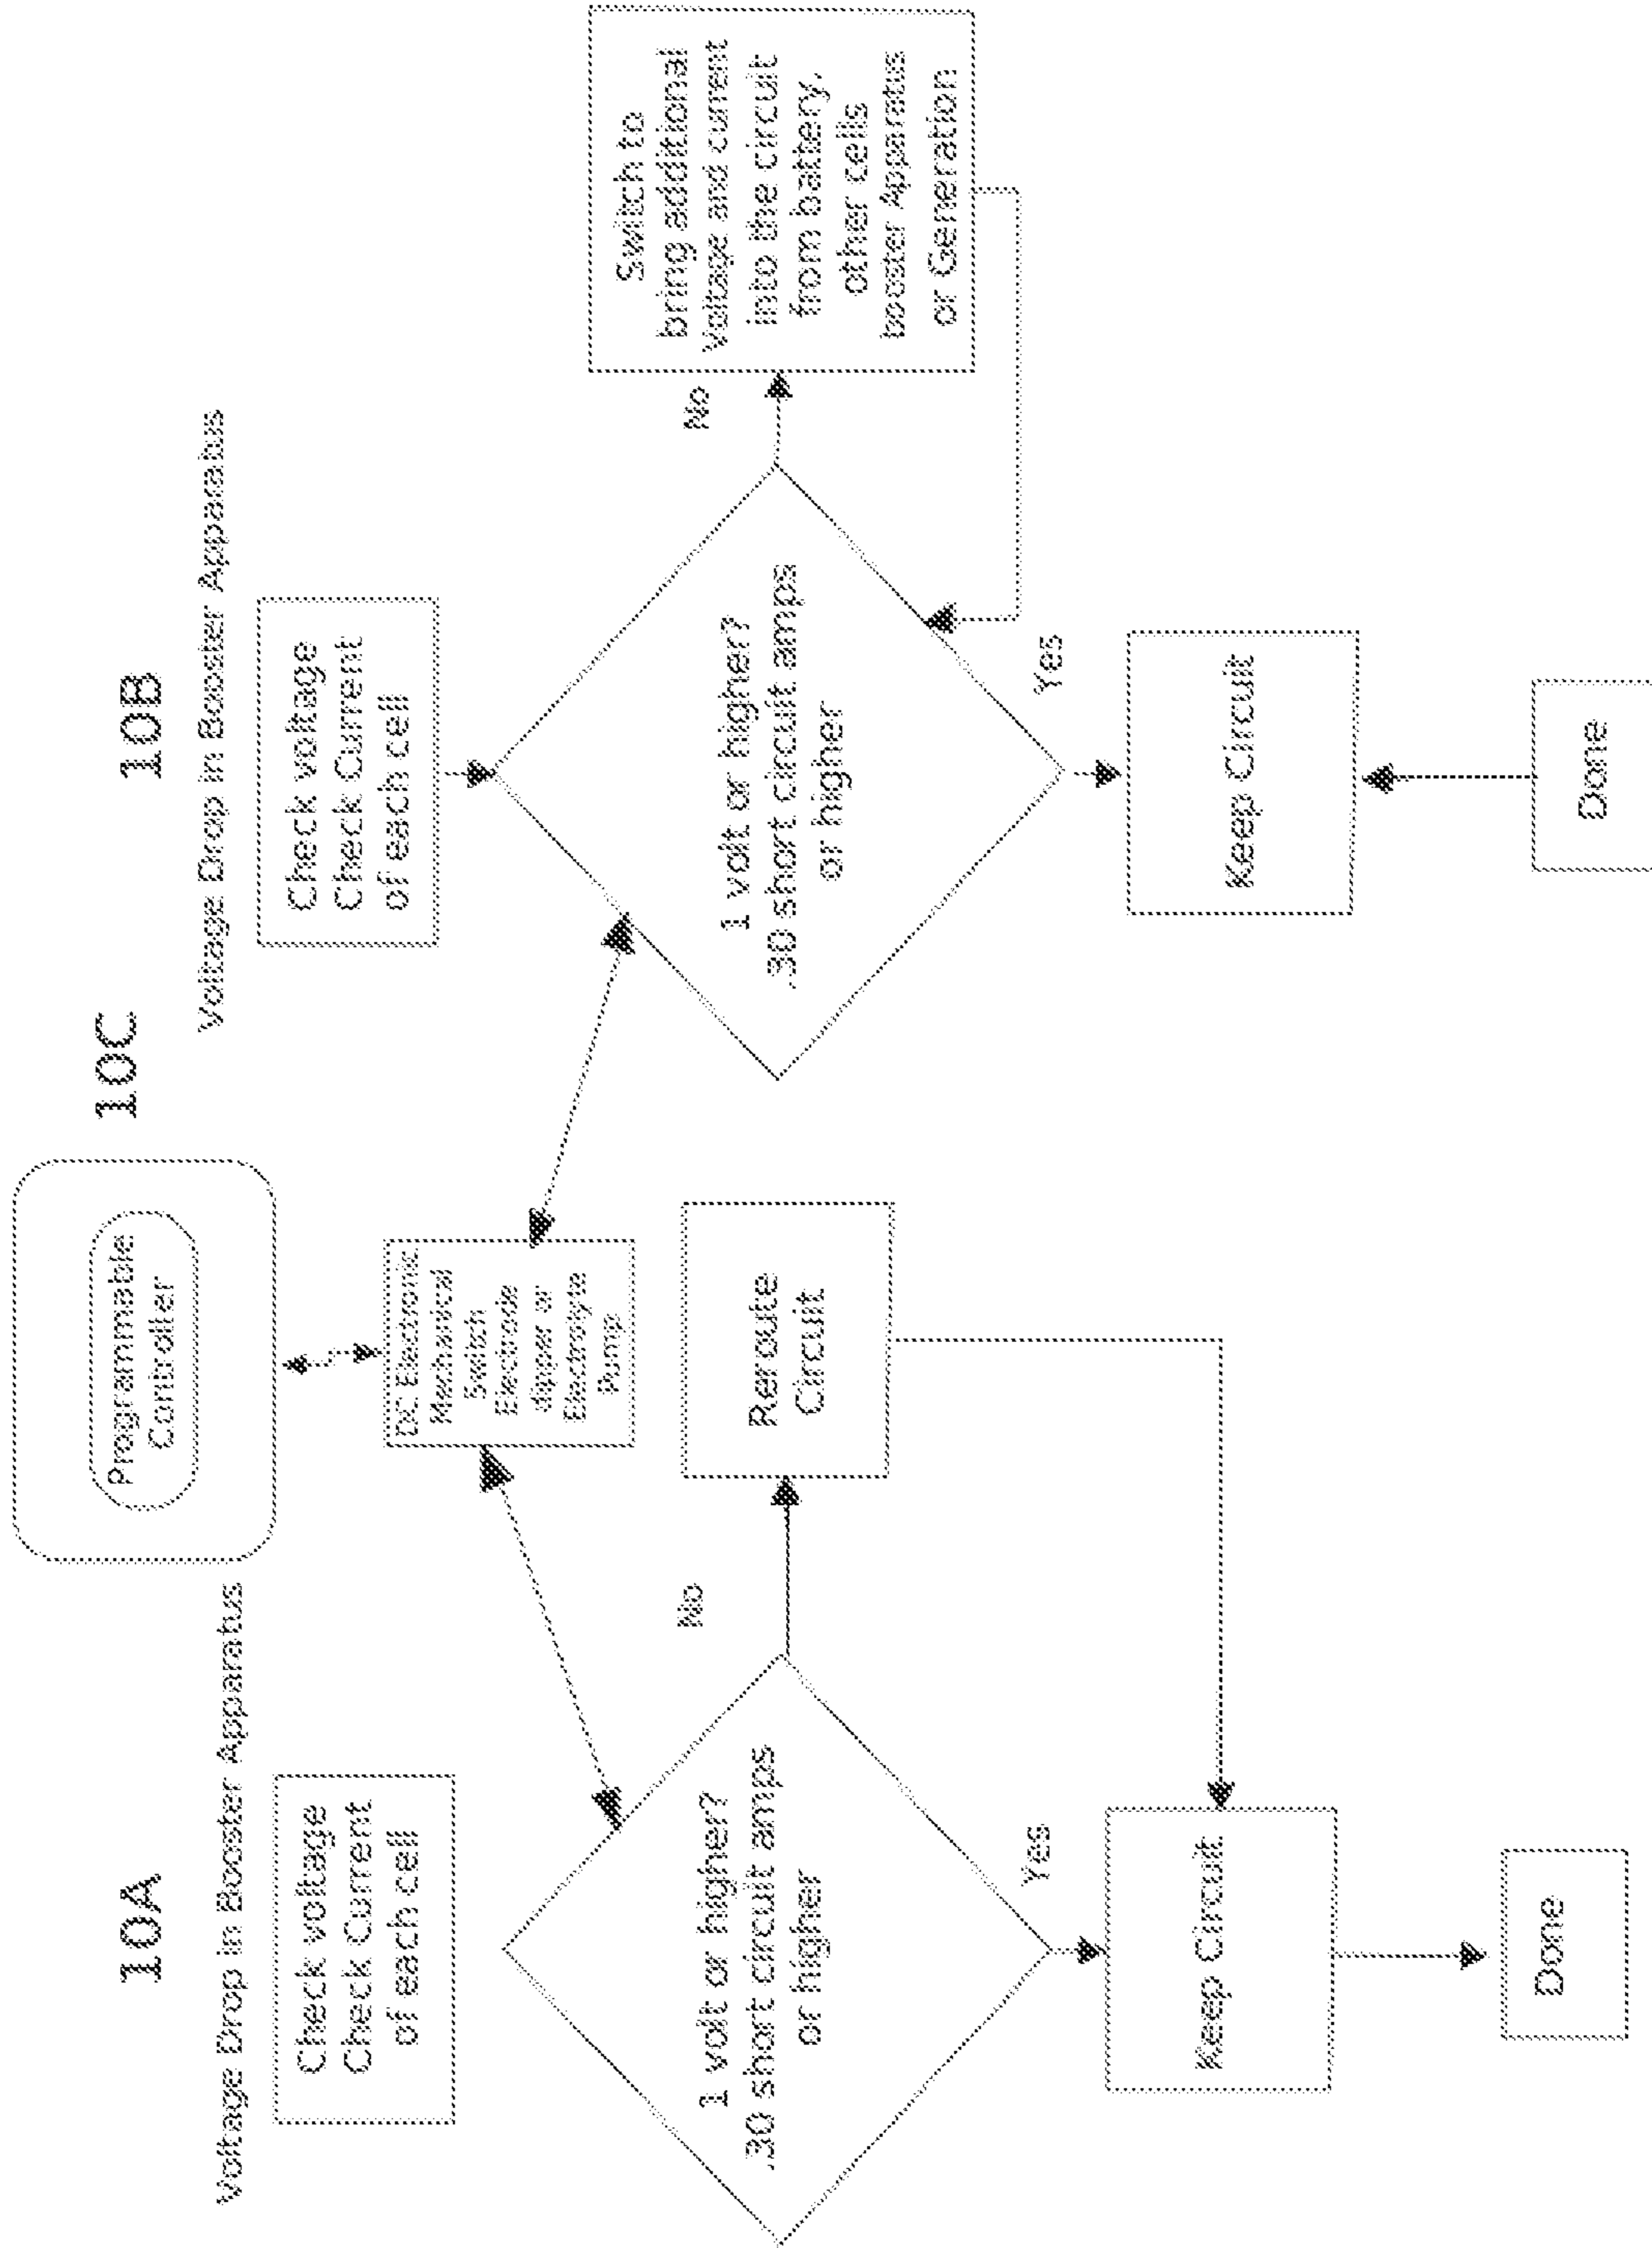 10A
Voltage Drop in Booster Apparatus
Check voltage
Check Current
of each cell
1 volt or higher?
.30 short circuit amps
or higher
No
Yes
Reroute
Circuit
Keep Circuit
Done
10C
Programmable
Controller
DC Electronic
Mechanical
Switch
Electrode
dipper or
Electrolyte
Pump
10B
Voltage Drop in Booster Apparatus
Check voltage
Check Current
of each cell
1 volt or higher?
.30 short circuit amps
or higher
No
Yes
Switch to
bring additional
voltage and current
into the circuit
from battery,
other cells
booster Apparatus
or Generation
Keep Circuit
Done